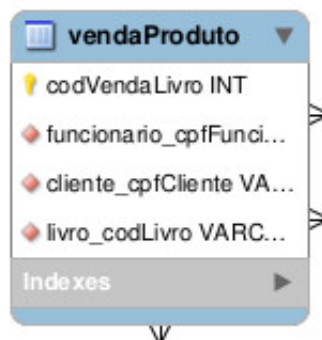 vendaProduto
codVendaLivro INT
funcionario_cpfFunci...
cliente_cpfCliente VA...
livro_codLivro VARC...
Indexes